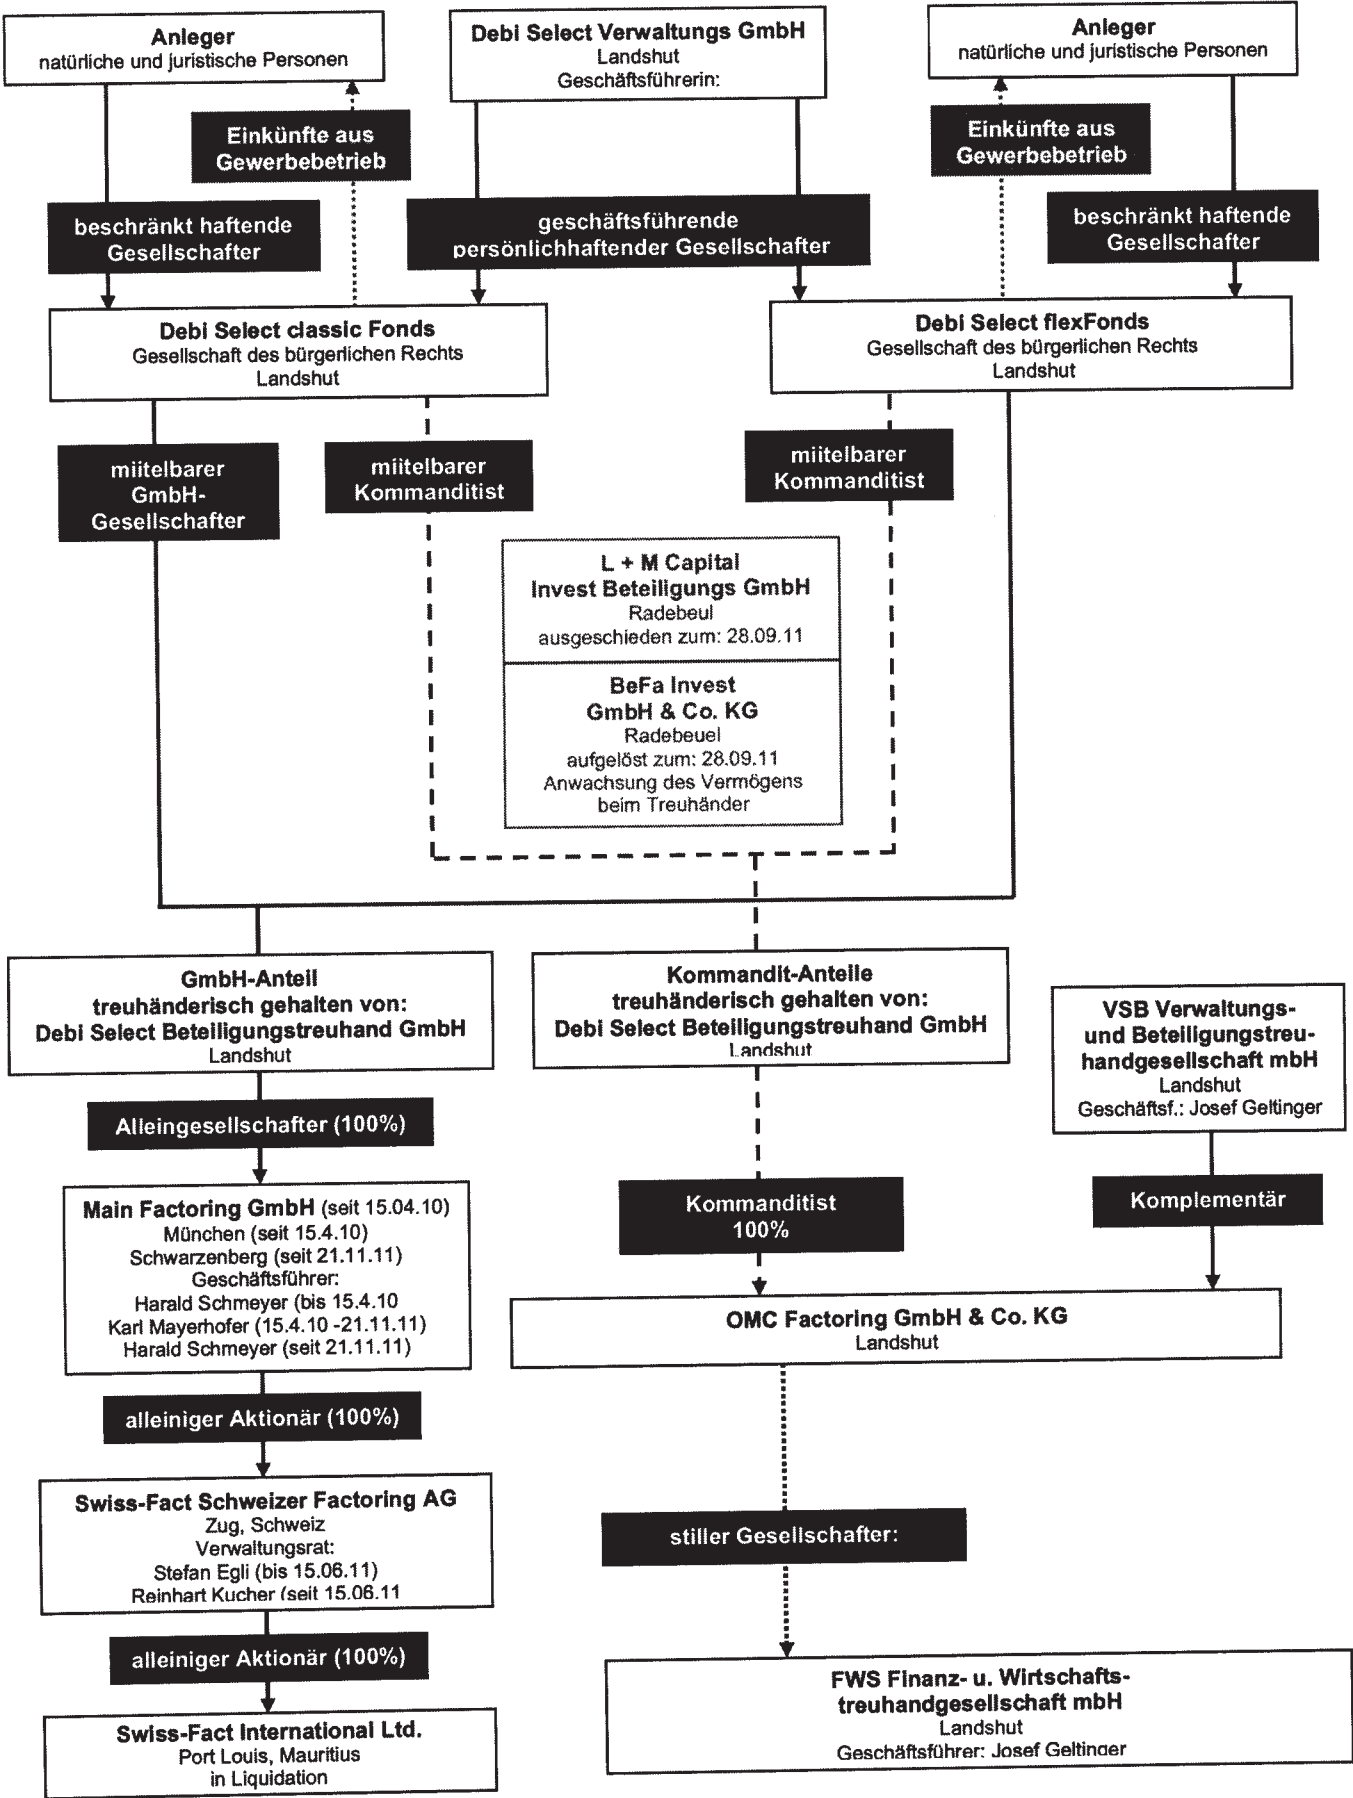 Anleger
natürliche und juristische Personen
Debi Select Verwaltungs GmbH
Landshut
Geschäftsführerin:
Anleger
natürliche und juristische Personen
Einkünfte aus
Gewerbebetrieb
Einkünfte aus
Gewerbebetrieb
beschränkt haftende
Gesellschafter
geschäftsführende
persönlichhaftender Gesellschafter
beschränkt haftende
Gesellschafter
Debi Select classic Fonds
Gesellschaft des bürgerlichen Rechts
Landshut
Debi Select flexFonds
Gesellschaft des bürgerlichen Rechts
Landshut
miitelbarer
GmbH-
Gesellschafter
miitelbarer
Kommanditist
miitelbarer
Kommanditist
L + M Capital
Invest Beteiligungs GmbH
Radebeul
ausgeschieden zum: 28.09.11
BeFa Invest
GmbH & Co. KG
Radebeuel
aufgelöst zum: 28.09.11
Anwachsung des Vermögens
beim Treuhänder
GmbH-Anteil
treuhänderisch gehalten von:
Debi Select Beteiligungstreuhand GmbH
Landshut
Kommandit-Anteile
treuhänderisch gehalten von:
Debi Select Beteiligungstreuhand GmbH
Landshut
VSB Verwaltungs-
und Beteiligungstreu-
handgesellschaft mbH
Landshut
Geschäftsf.: Josef Geltinger
Alleingesellschafter (100%)
Main Factoring GmbH (seit 15.04.10)
München (seit 15.4.10)
Schwarzenberg (seit 21.11.11)
Geschäftsführer:
Harald Schmeyer (bis 15.4.10
Karl Mayerhofer (15.4.10 -21.11.11)
Harald Schmeyer (seit 21.11.11)
Kommanditist
100%
Komplementär
OMC Factoring GmbH & Co. KG
Landshut
alleiniger Aktionär (100%)
Swiss-Fact Schweizer Factoring AG
Zug, Schweiz
Verwaltungsrat:
Stefan Egli (bis 15.06.11)
Reinhart Kucher (seit 15.06.11
stiller Gesellschafter:
alleiniger Aktionär (100%)
Swiss-Fact International Ltd.
Port Louis, Mauritius
in Liquidation
FWS Finanz- u. Wirtschafts-
treuhandgesellschaft mbH
Landshut
Geschäftsführer: Josef Geltinger